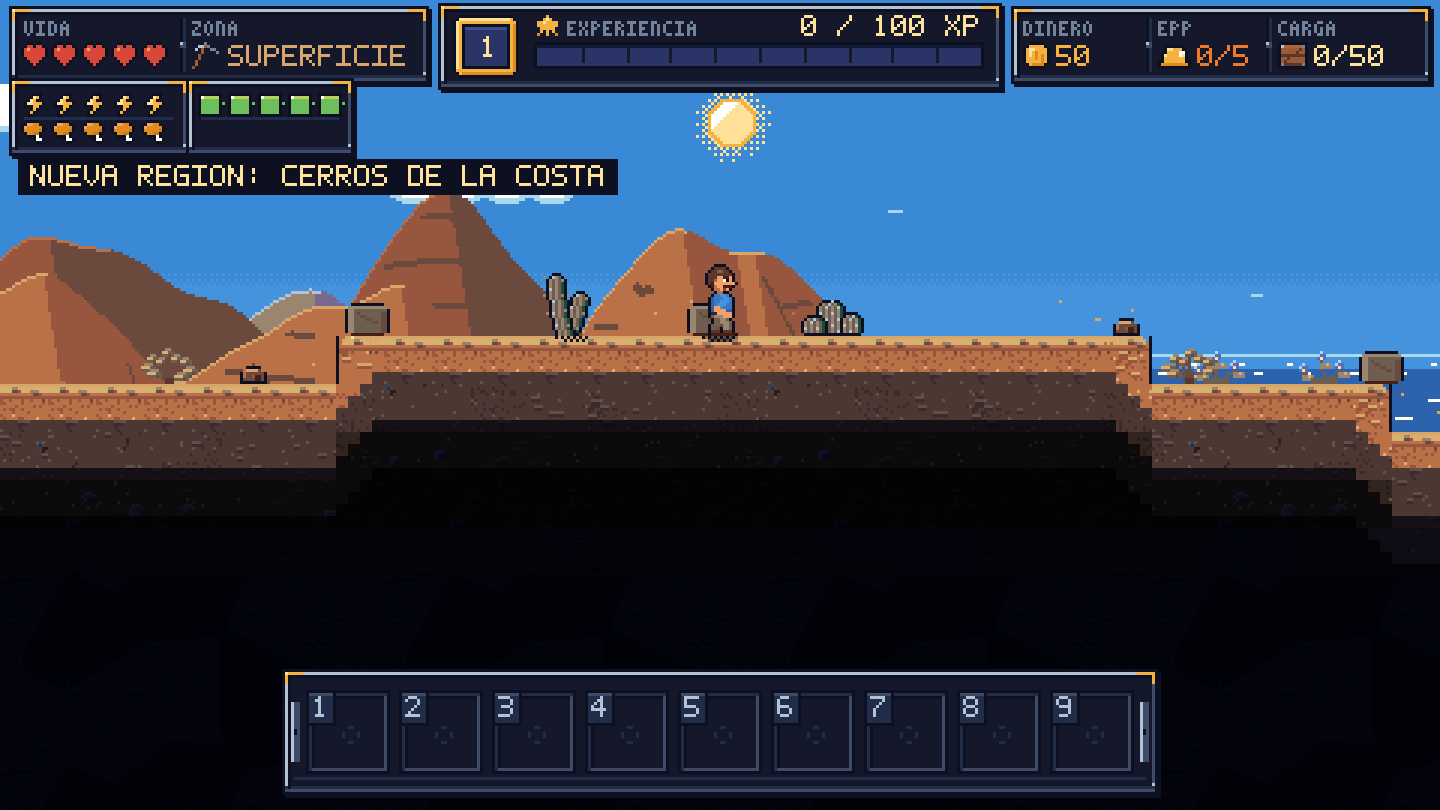 VIDA
ZONA
SUPERFICIE
1
EXPERIENCIA
0 / 100 XP
DINERO
50
EPP
0/5
CARGA
0/50
NUEVA REGION: CERROS DE LA COSTA
1 2 3 4 5 6 7 8 9